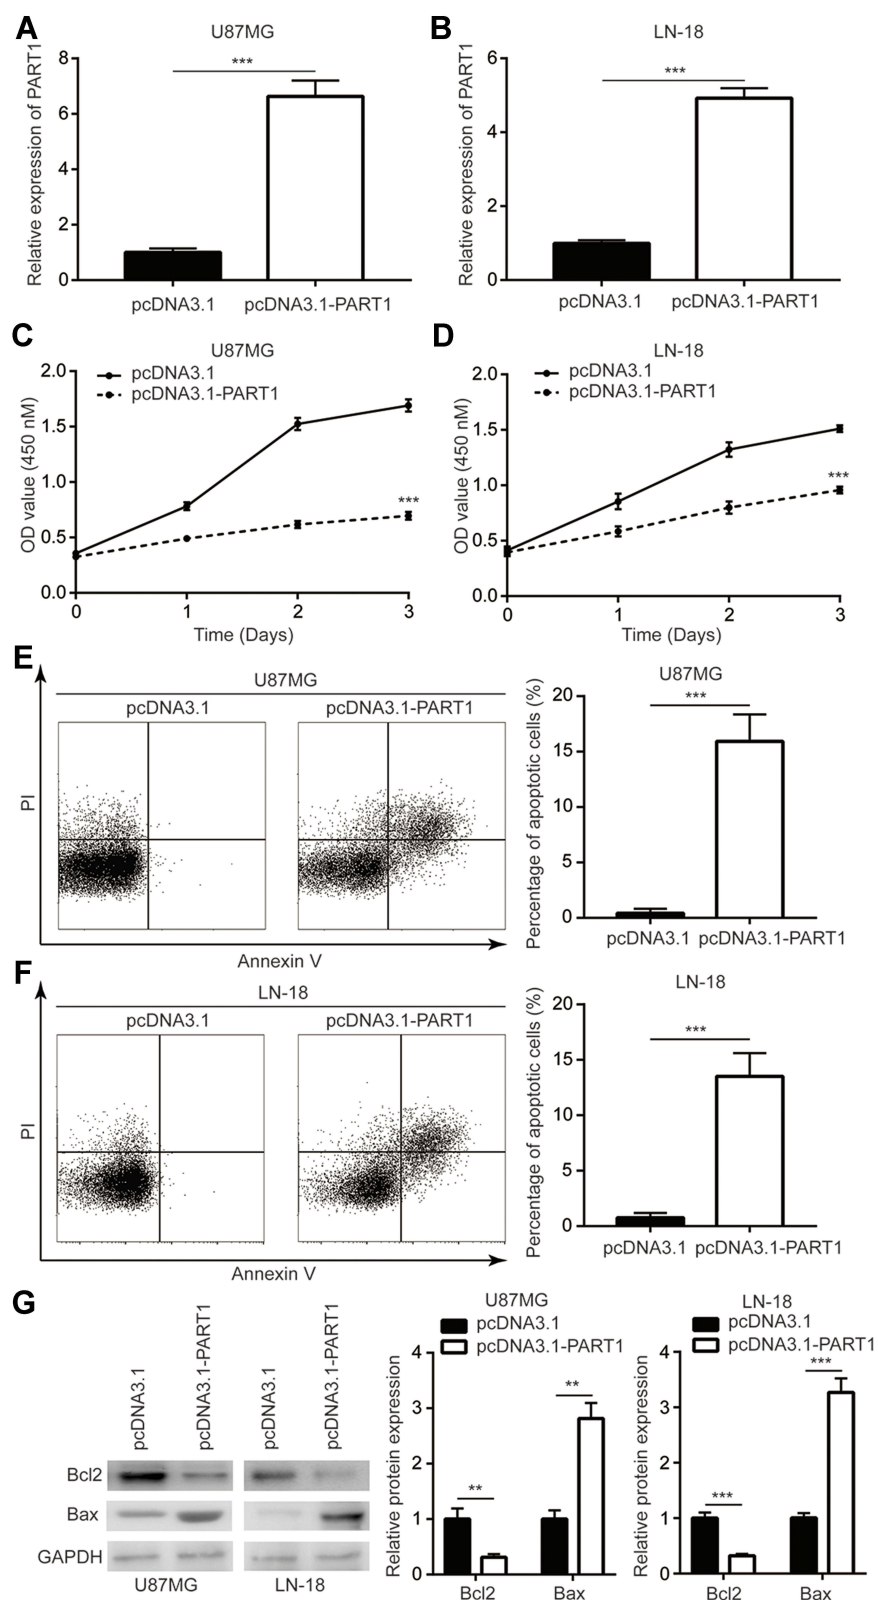 A
U87MG
Relative expression of PART1
8
6
4
2
0
***
pcDNA3.1
pcDNA3.1-PART1
B
LN-18
Relative expression of PART1
6
4
2
0
***
pcDNA3.1
pcDNA3.1-PART1
C
U87MG
pcDNA3.1
pcDNA3.1-PART1
OD value (450 nM)
2.0
1.5
1.0
0.5
0.0
***
0 1 2 3
Time (Days)
D
LN-18
pcDNA3.1
pcDNA3.1-PART1
OD value (450 nM)
2.0
1.5
1.0
0.5
0.0
***
0 1 2 3
Time (Days)
E
U87MG
pcDNA3.1
pcDNA3.1-PART1
PI
Annexin V
U87MG
Percentage of apoptotic cells (%)
20
15
10
5
0
***
pcDNA3.1
pcDNA3.1-PART1
F
LN-18
pcDNA3.1
pcDNA3.1-PART1
PI
Annexin V
LN-18
Percentage of apoptotic cells (%)
20
15
10
5
0
***
pcDNA3.1
pcDNA3.1-PART1
G
pcDNA3.1
pcDNA3.1-PART1
pcDNA3.1
pcDNA3.1-PART1
Bcl2
Bax
GAPDH
U87MG
LN-18
U87MG
pcDNA3.1
pcDNA3.1-PART1
Relative protein expression
4
3
2
1
0
**
**
Bcl2
Bax
LN-18
pcDNA3.1
pcDNA3.1-PART1
Relative protein expression
4
3
2
1
0
***
***
Bcl2
Bax